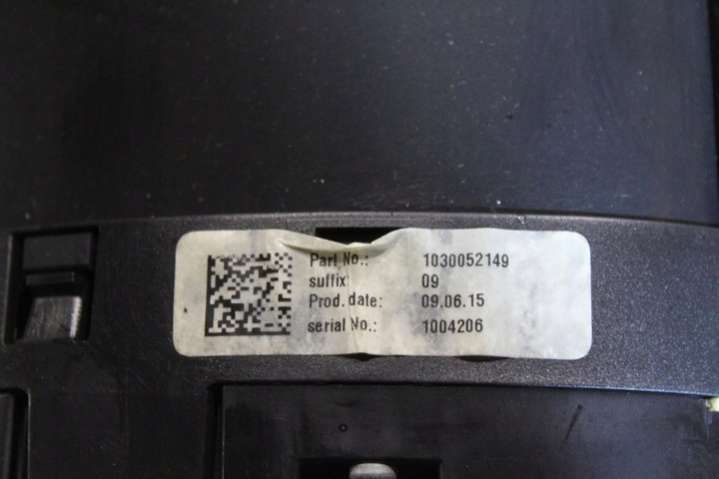 Part No.: 1030052149
suffix: 09
Prod. date: 09.06.15
serial No.: 1004206